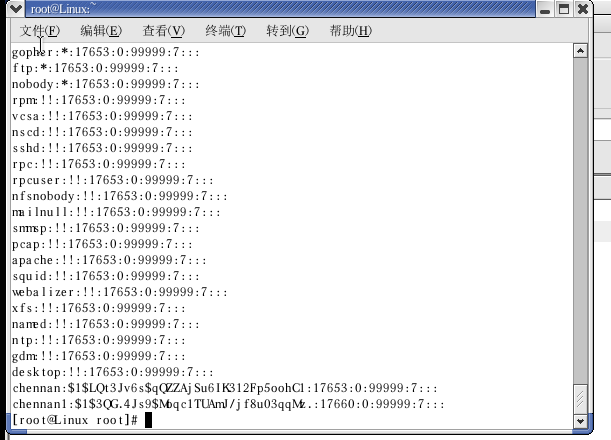 root@Linux:~
文件(F) 编辑(E) 查看(V) 终端(T) 转到(G) 帮助(H)
gopher:*:17653:0:99999:7:::
ftp:*:17653:0:99999:7:::
nobody:*:17653:0:99999:7:::
rpm:!!:17653:0:99999:7:::
vcsa:!!:17653:0:99999:7:::
nscd:!!:17653:0:99999:7:::
sshd:!!:17653:0:99999:7:::
rpc:!!:17653:0:99999:7:::
rpcuser:!!:17653:0:99999:7:::
nfsnobody:!!:17653:0:99999:7:::
mailnull:!!:17653:0:99999:7:::
smmsp:!!:17653:0:99999:7:::
pcap:!!:17653:0:99999:7:::
apache:!!:17653:0:99999:7:::
squid:!!:17653:0:99999:7:::
webalizer:!!:17653:0:99999:7:::
xfs:!!:17653:0:99999:7:::
named:!!:17653:0:99999:7:::
ntp:!!:17653:0:99999:7:::
gdm:!!:17653:0:99999:7:::
desktop:!!:17653:0:99999:7:::
chennan:$1$LQt3Jv6s$qQZZAjSu6IK312Fp5oohC1:17653:0:99999:7:::
chennan1:$1$3QG.4Js9$Moqc1TUAmJ/jf8u03qqMz.:17660:0:99999:7:::
[root@Linux root]#